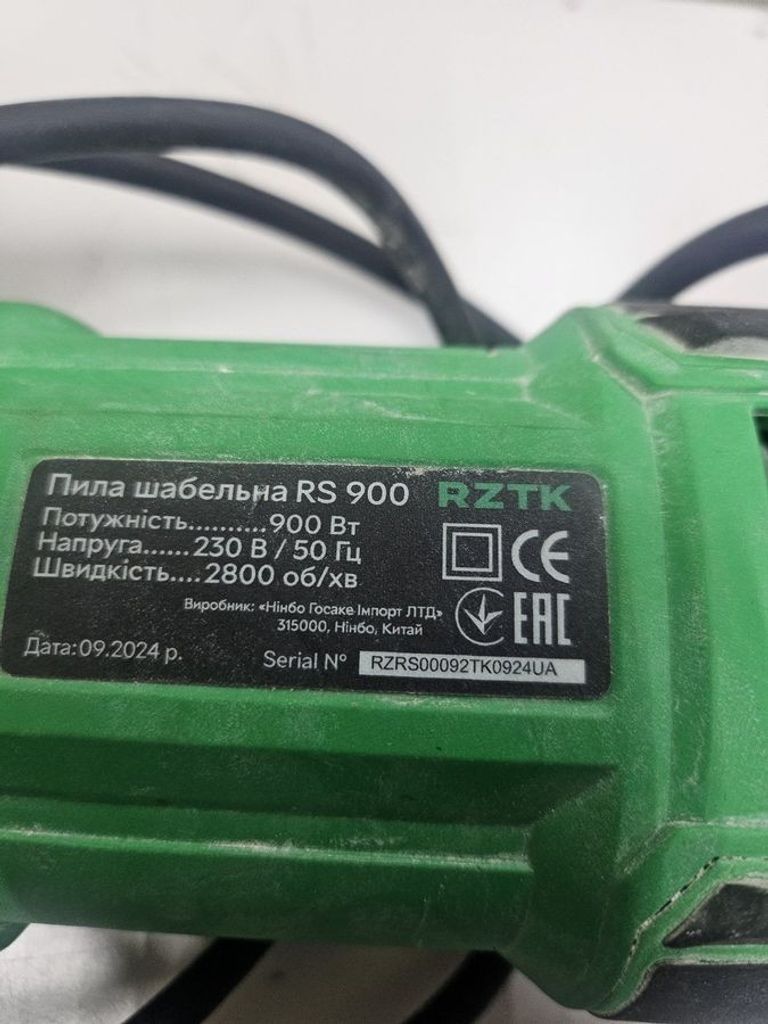 Пила шабельна RS 900 RZTK
Потужність..........900 Вт
Напруга......230 В / 50 Гц
Швидкість....2800 об/хв
CE
Виробник: «Нінбо Госаке Імпорт ЛТД»
315000, Нінбо, Китай
EAC
Дата:09.2024 р.
Serial N° RZRS00092TK0924UA